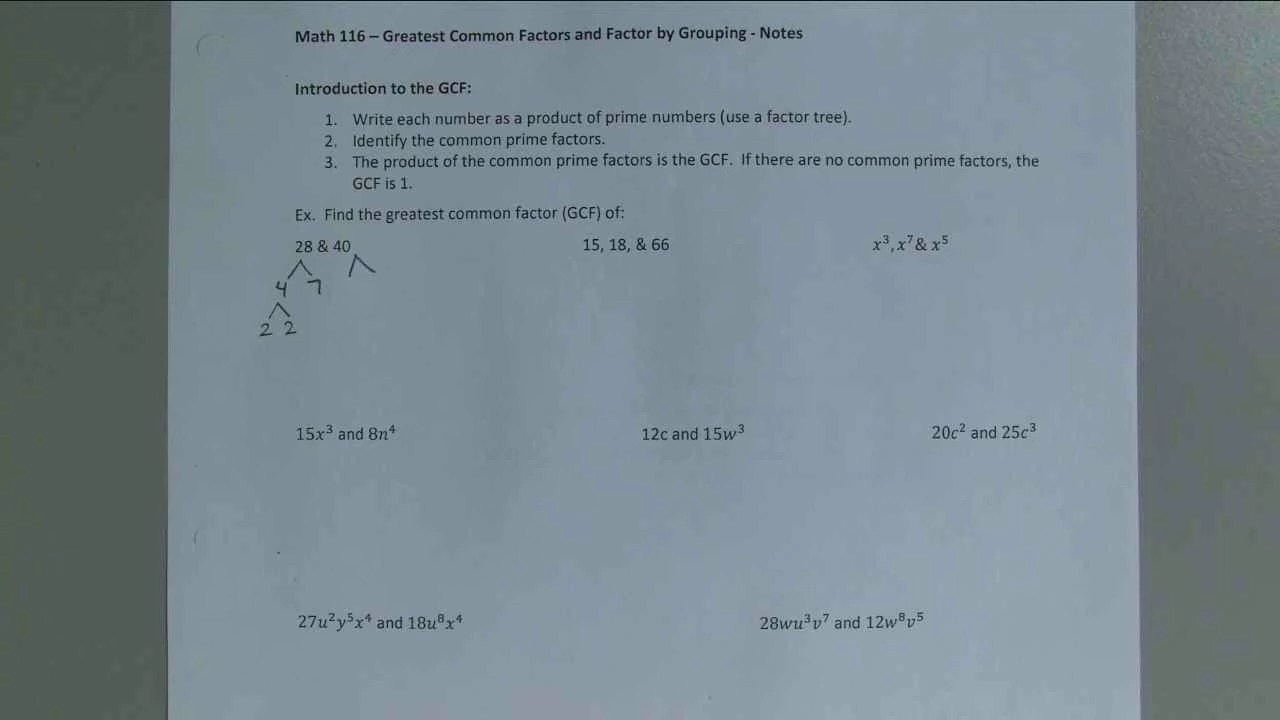 Math 116 – Greatest Common Factors and Factor by Grouping - Notes
Introduction to the GCF:
1. Write each number as a product of prime numbers (use a factor tree).
2. Identify the common prime factors.
3. The product of the common prime factors is the GCF. If there are no common prime factors, the
GCF is 1.
Ex. Find the greatest common factor (GCF) of:
28 & 40 15, 18, & 66 x³, x⁷ & x⁵
4 7
2 2
15x³ and 8n⁴ 12c and 15w³ 20c² and 25c³
27u²y⁵x⁴ and 18u⁸x⁴ 28wu³v⁷ and 12w⁸v⁵